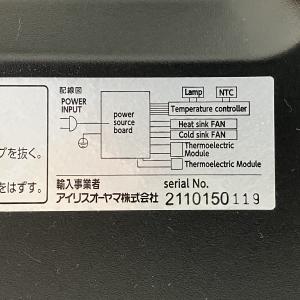 配線図
POWER
INPUT
power
source
board
Lamp
NTC
Temperature controller
Heat sink FAN
Cold sink FAN
Thermoelectric
Module
Thermoelectric Module
プを抜く。
をはずす。
輸入事業者
アイリスオーヤマ株式会社
serial No.
2110150119